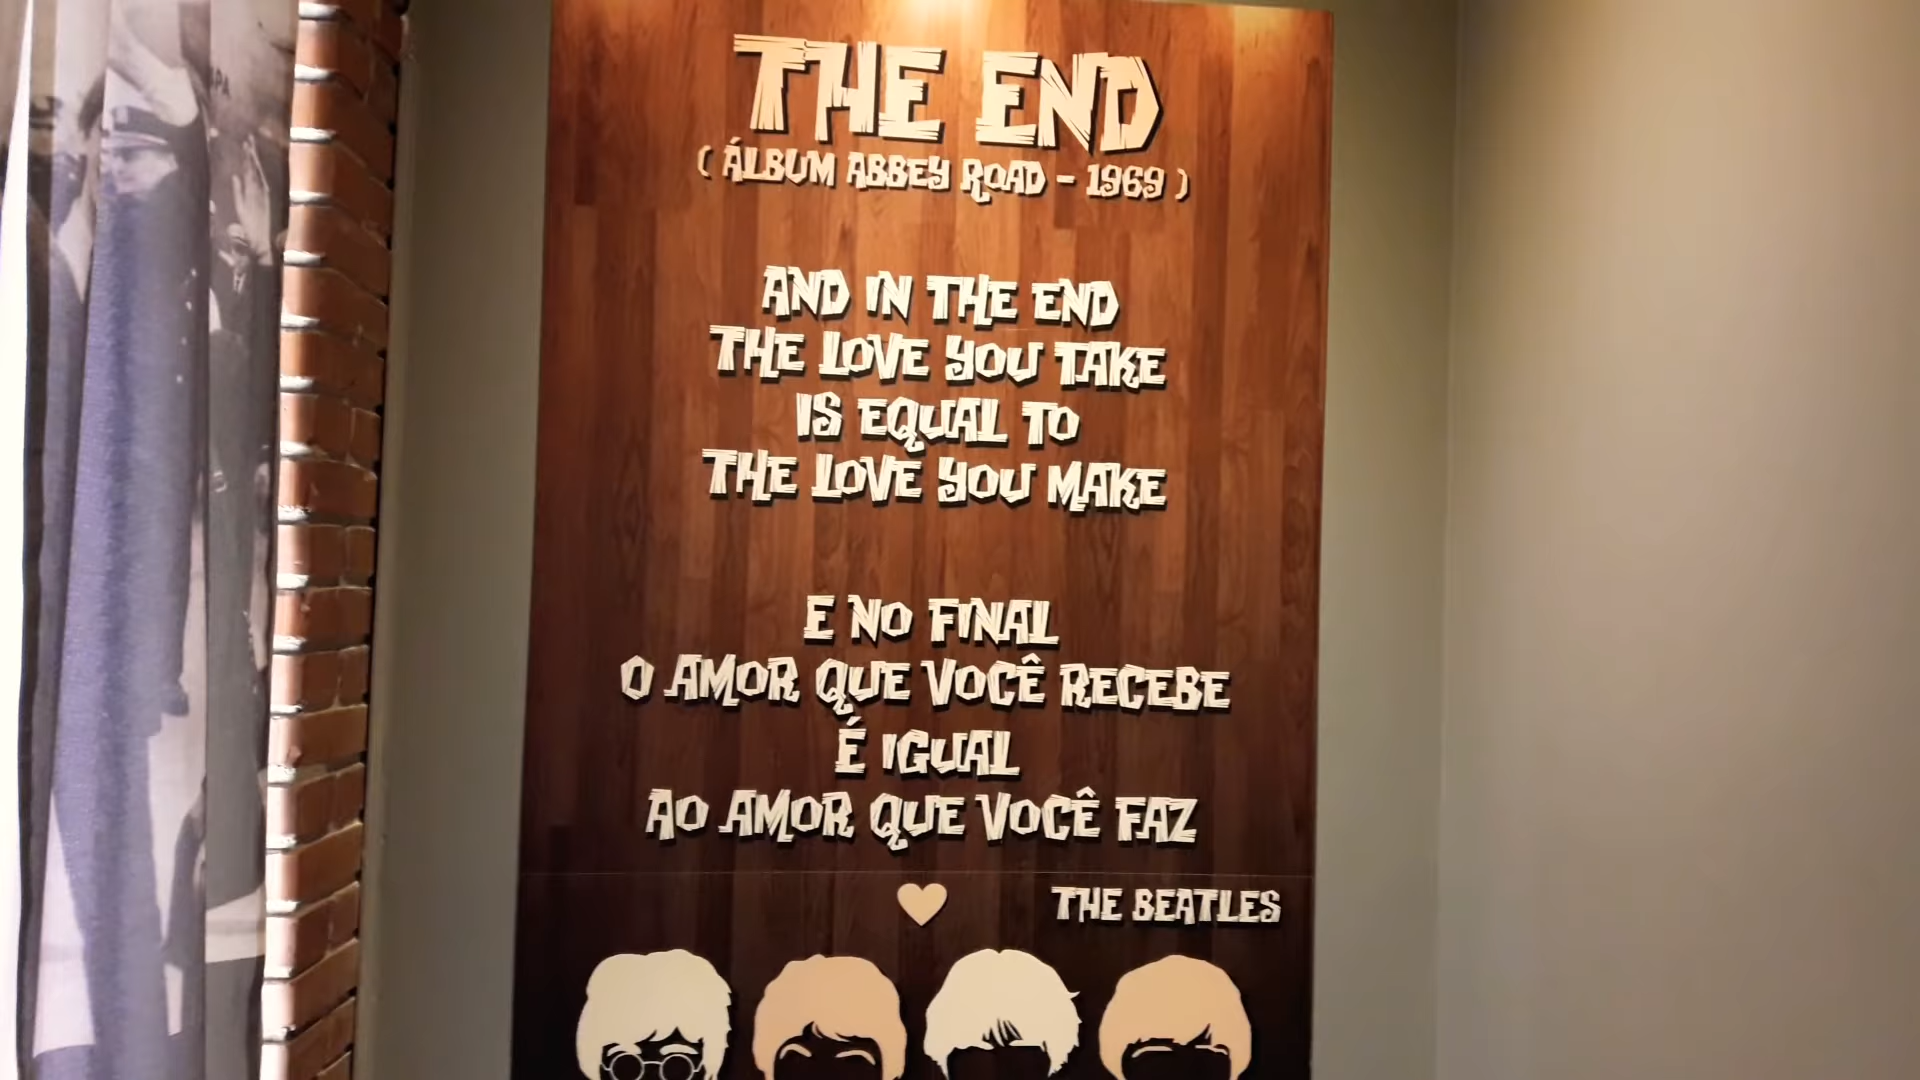 THE END
( ÁLBUM ABBEY ROAD - 1969 )
AND IN THE END
THE LOVE YOU TAKE
IS EQUAL TO
THE LOVE YOU MAKE
E NO FINAL
O AMOR QUE VOCÊ RECEBE
É IGUAL
AO AMOR QUE VOCÊ FAZ
THE BEATLES